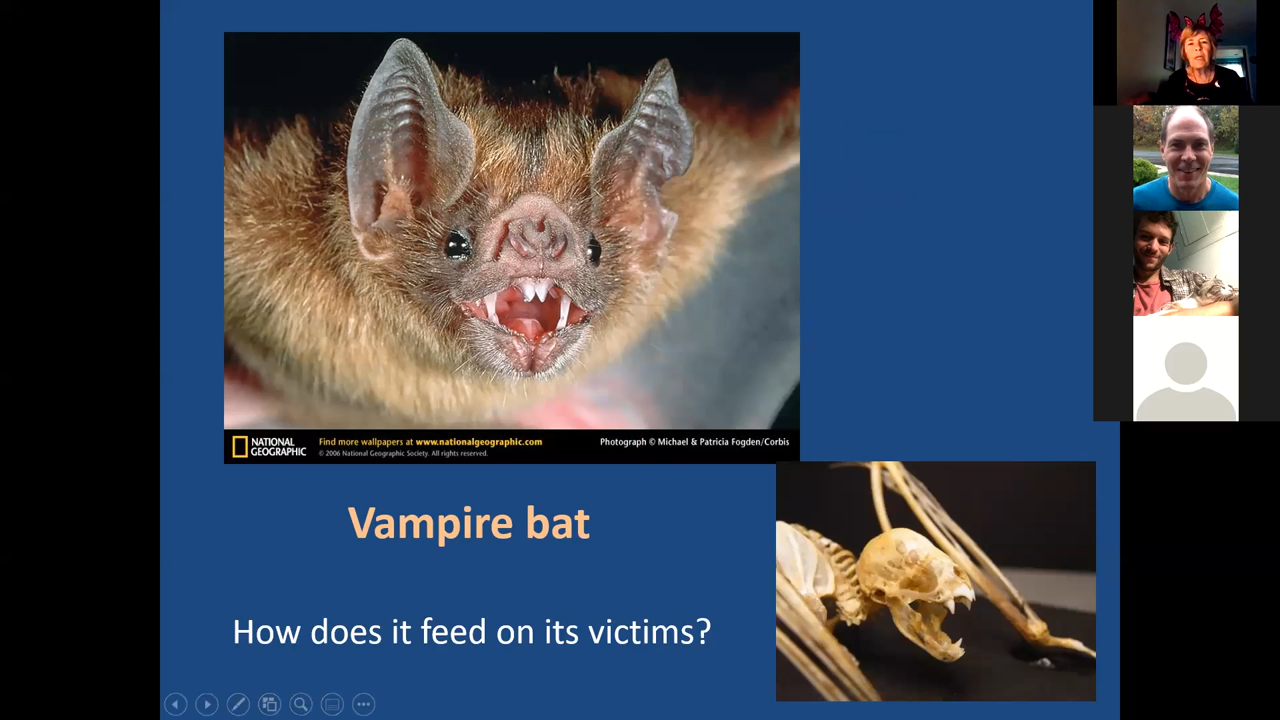 NATIONAL
GEOGRAPHIC
Find more wallpapers at www.nationalgeographic.com
© 2006 National Geographic Society. All rights reserved.
Photograph © Michael & Patricia Fogden/Corbis
Vampire bat
How does it feed on its victims?